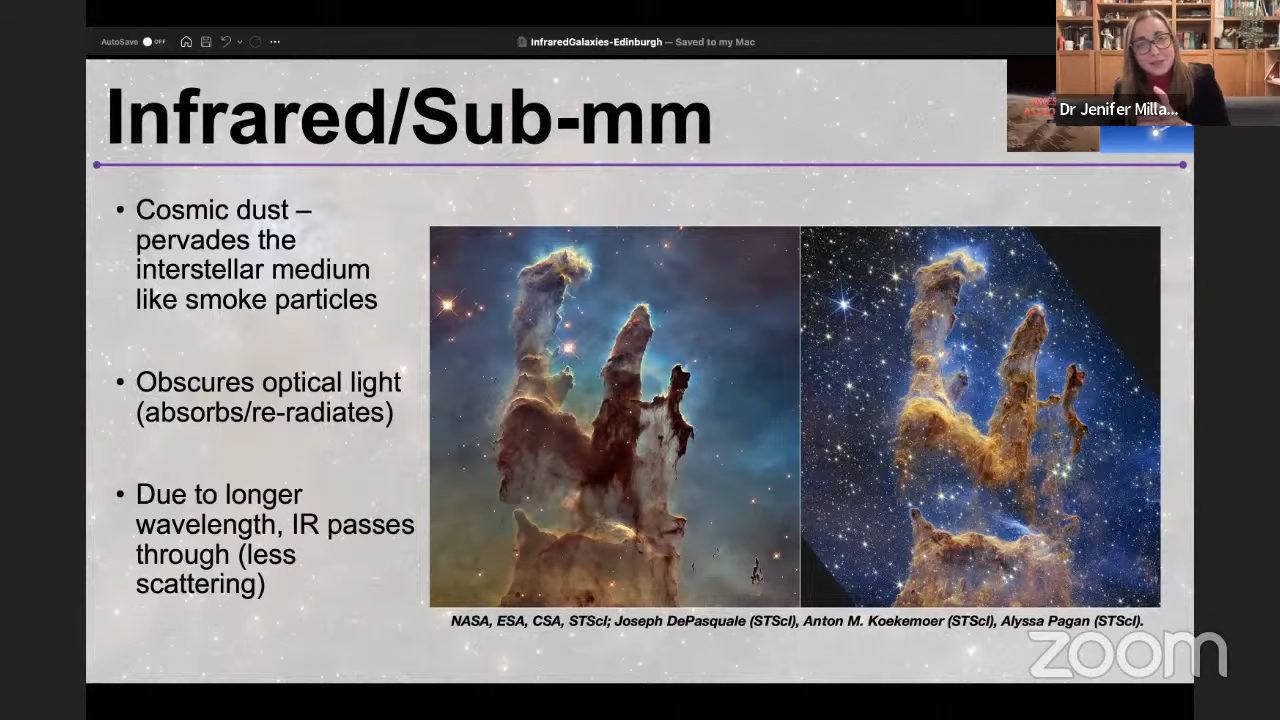 AutoSave OFF
InfraredGalaxies-Edinburgh — Saved to my Mac
Dr Jenifer Milla...
Infrared/Sub-mm
• Cosmic dust –
pervades the
interstellar medium
like smoke particles
• Obscures optical light
(absorbs/re-radiates)
• Due to longer
wavelength, IR passes
through (less
scattering)
NASA, ESA, CSA, STScI; Joseph DePasquale (STScI), Anton M. Koekemoer (STScI), Alyssa Pagan (STScI).
zoom